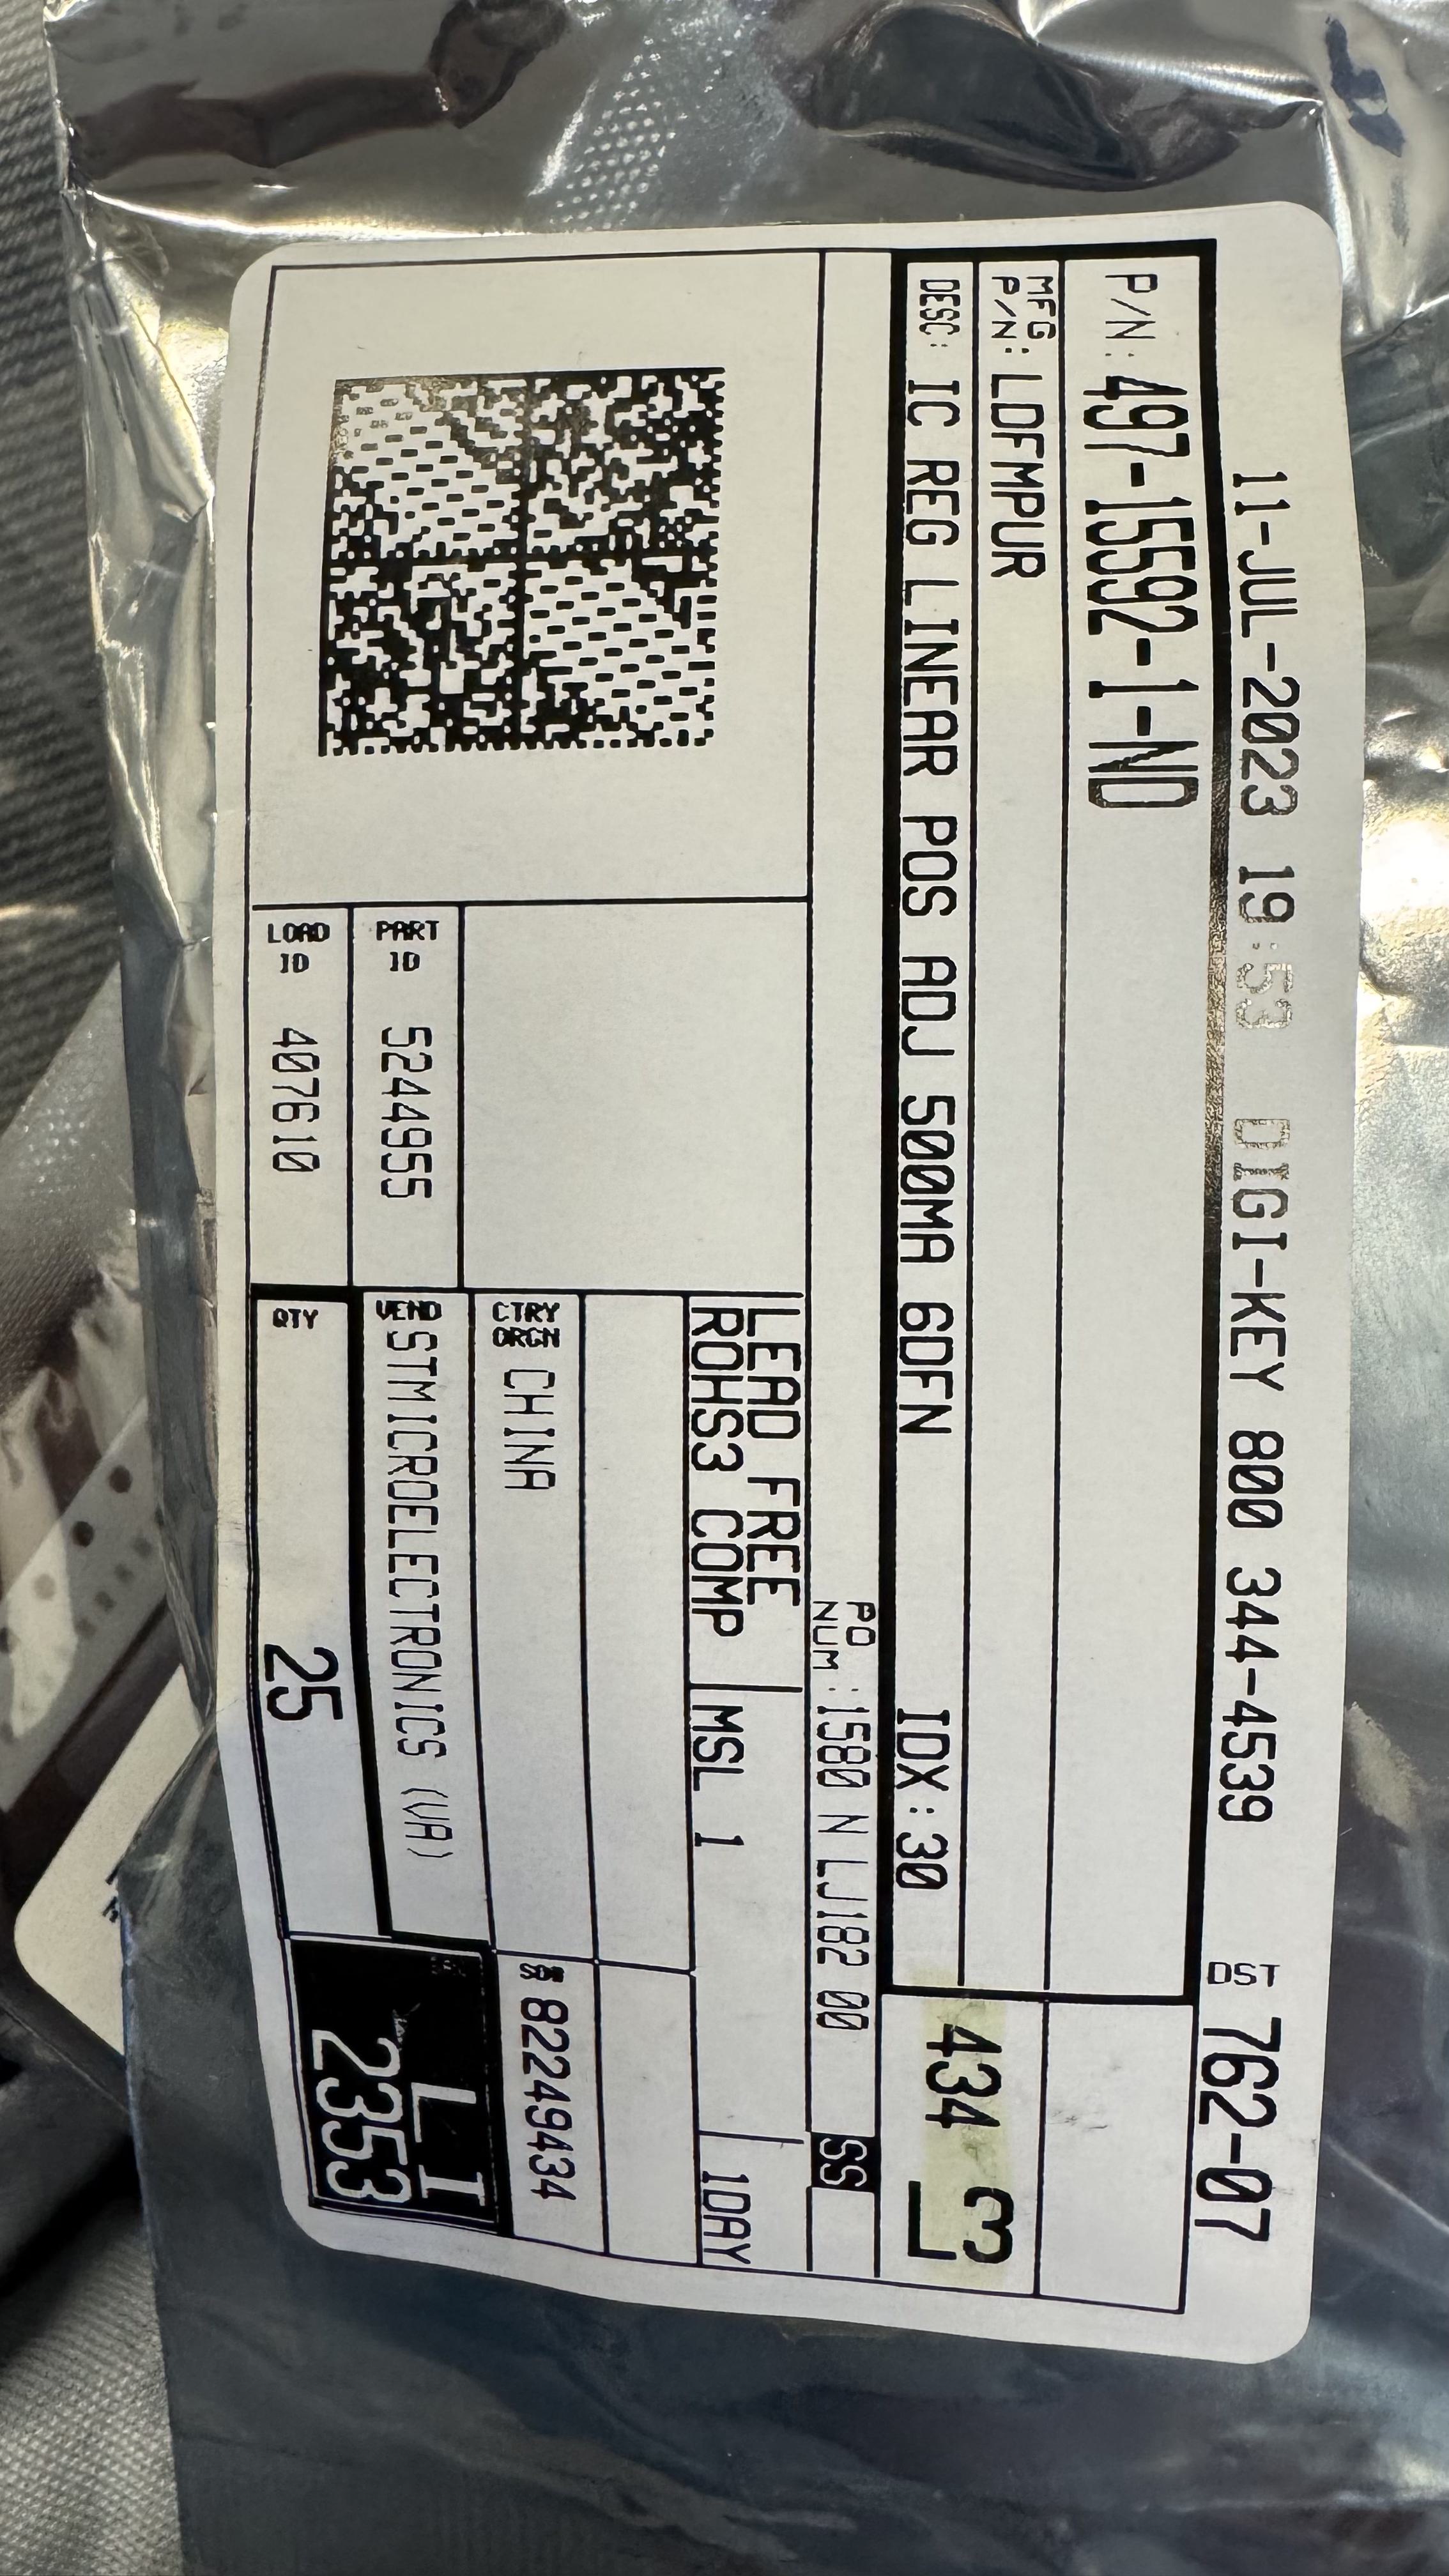 11-JUL-2023 19:53 DIGI-KEY 800 344-4539 DST 762-07
P/N: 497-15592-1-ND
MFG P/N: LDFMPUR
DESC: IC REG LINEAR POS ADJ 500MA 6DFN IDX:30
434 3
L
PO NUM: 1580 N LJ182 00 SS
LEAD FREE
ROHS3 COMP MSL 1 1DAY
CTRY ORGN CHINA
SO# 82249434
PART ID 5244955
VEND STMICROELECTRONICS (VA)
LOAD ID 407610
QTY 25
LI
2353